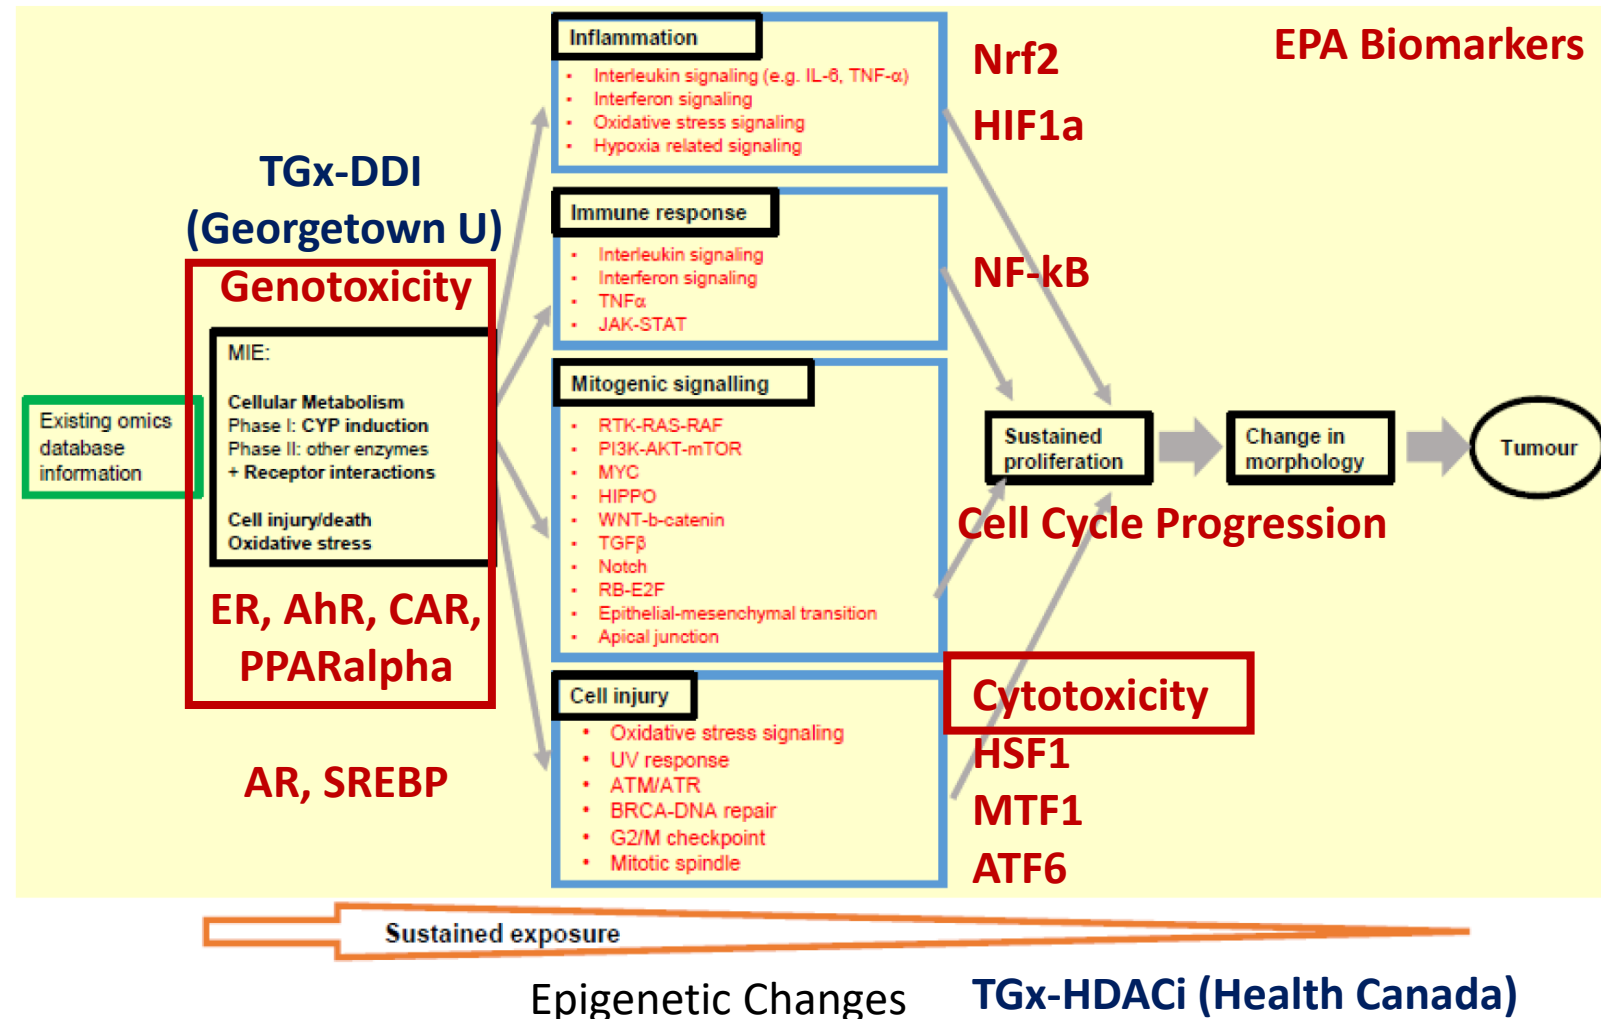 EPA Biomarkers
TGx-DDI
(Georgetown U)
Genotoxicity
Existing omics
database
information
MIE:
Cellular Metabolism
Phase I: CYP induction
Phase II: other enzymes
+ Receptor interactions
Cell injury/death
Oxidative stress
ER, AhR, CAR,
PPARalpha
AR, SREBP
Inflammation
• Interleukin signaling (e.g. IL-6, TNF-α)
• Interferon signaling
• Oxidative stress signaling
• Hypoxia related signaling
Nrf2
HIF1a
Immune response
• Interleukin signaling
• Interferon signaling
• TNFα
• JAK-STAT
NF-kB
Mitogenic signalling
• RTK-RAS-RAF
• PI3K-AKT-mTOR
• MYC
• HIPPO
• WNT-b-catenin
• TGFβ
• Notch
• RB-E2F
• Epithelial-mesenchymal transition
• Apical junction
Cell injury
• Oxidative stress signaling
• UV response
• ATM/ATR
• BRCA-DNA repair
• G2/M checkpoint
• Mitotic spindle
Cytotoxicity
HSF1
MTF1
ATF6
Sustained
proliferation
Change in
morphology
Tumour
Cell Cycle Progression
Sustained exposure
Epigenetic Changes
TGx-HDACi (Health Canada)